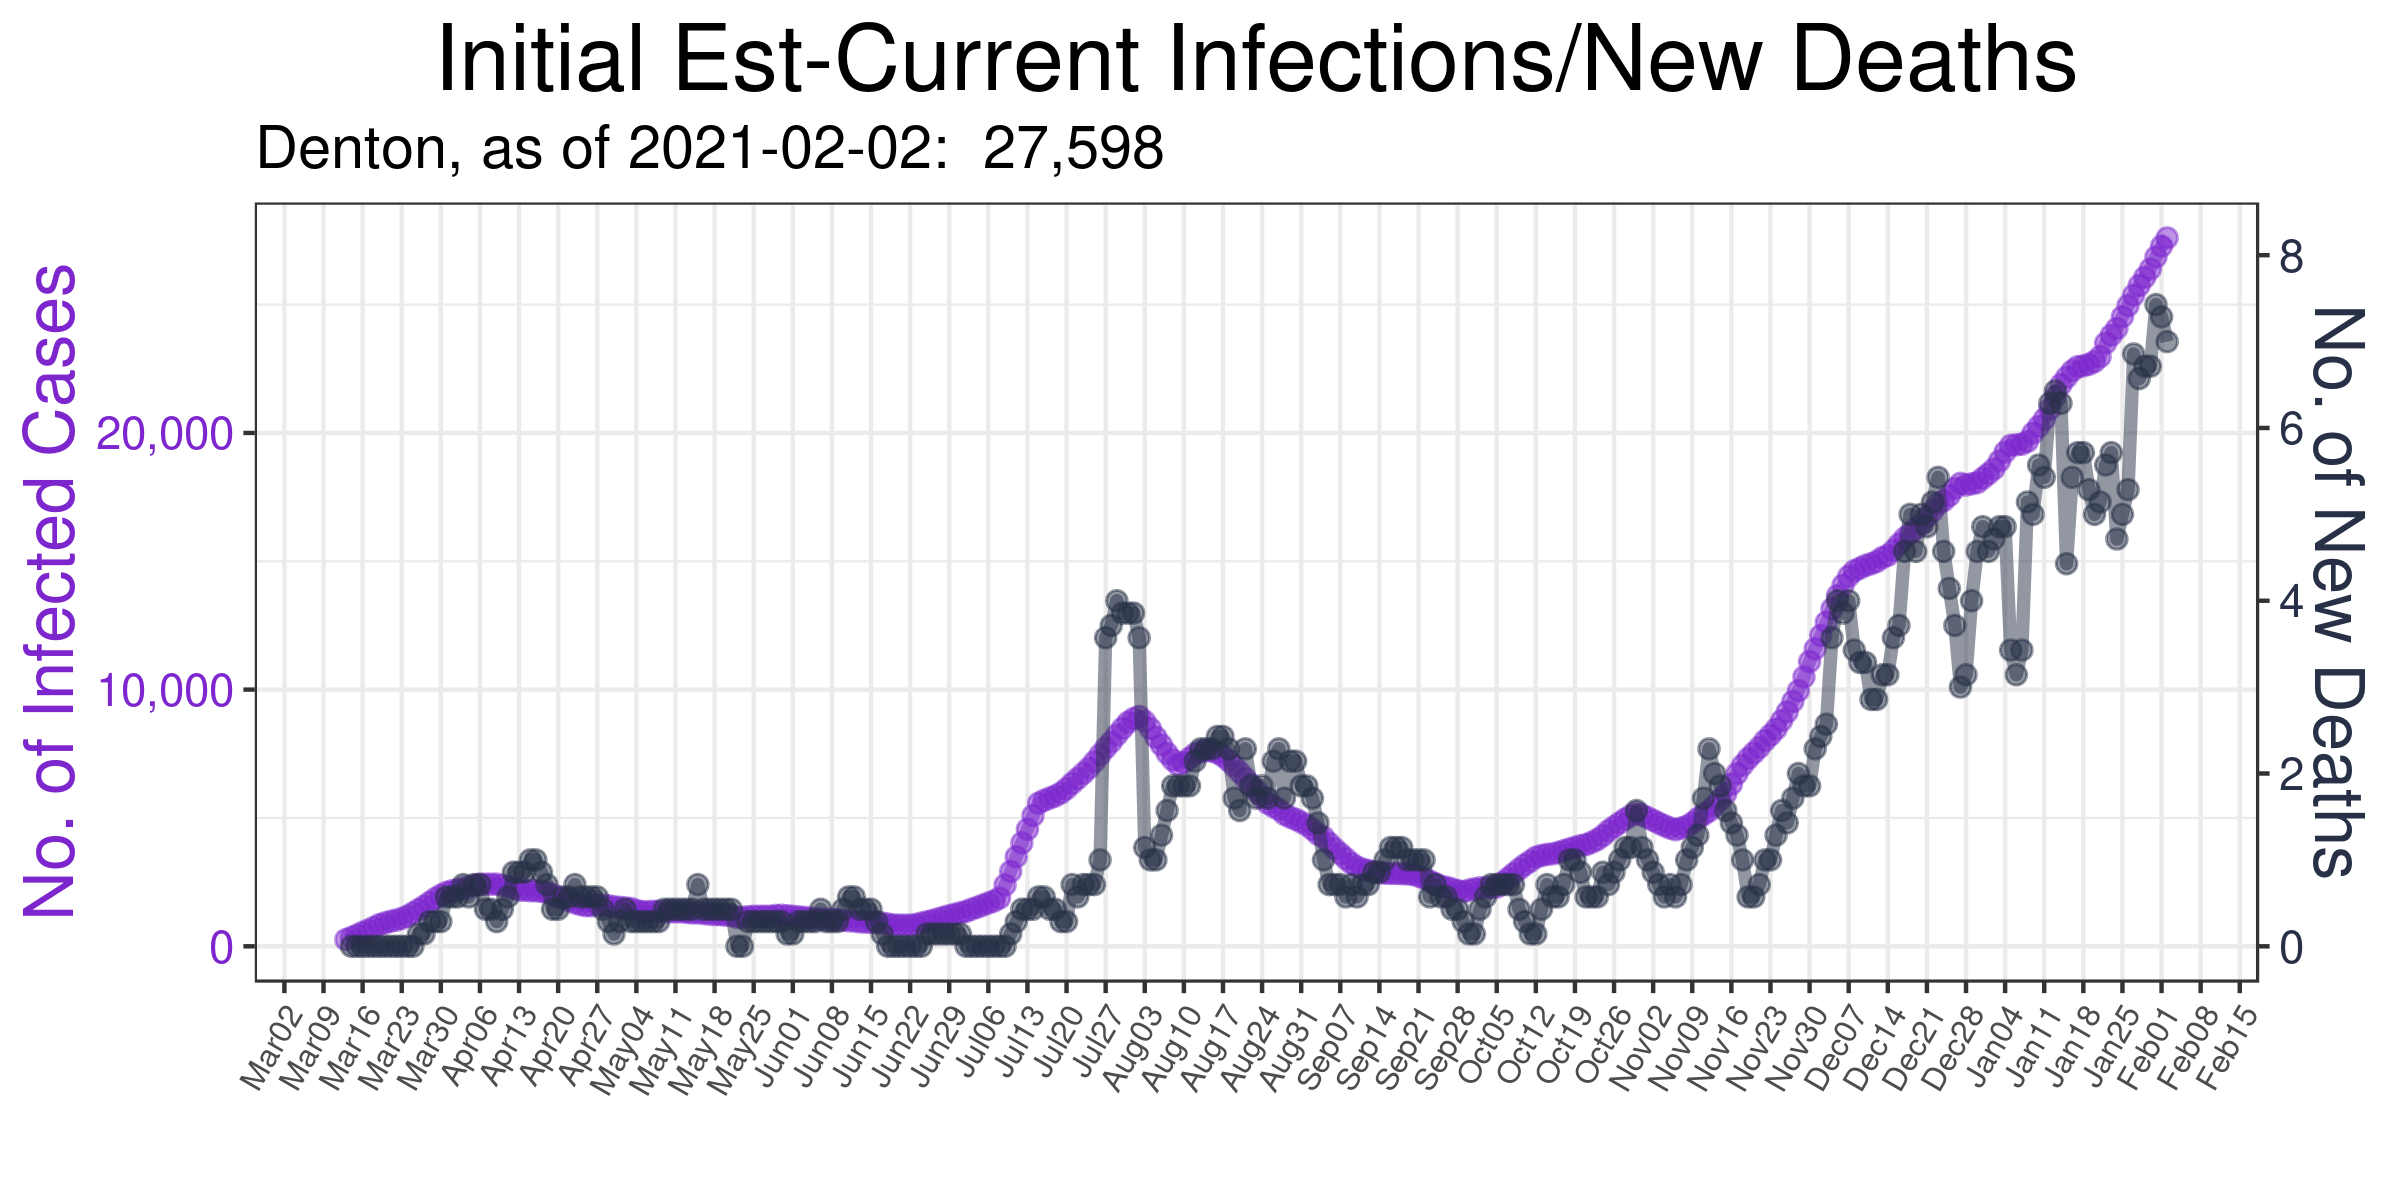 Initial Est-Current Infections/New Deaths
Denton, as of 2021-02-02: 27,598
No. of Infected Cases
20,000
10,000
0
8
6
4
2
0
No. of New Deaths
Mar02
Mar09
Mar16
Mar23
Mar30
Apr06
Apr13
Apr20
Apr27
May04
May11
May18
May25
Jun01
Jun08
Jun15
Jun22
Jun29
Jul06
Jul13
Jul20
Jul27
Aug03
Aug10
Aug17
Aug24
Aug31
Sep07
Sep14
Sep21
Sep28
Oct05
Oct12
Oct19
Oct26
Nov02
Nov09
Nov16
Nov23
Nov30
Dec07
Dec14
Dec21
Dec28
Jan04
Jan11
Jan18
Jan25
Feb01
Feb08
Feb15